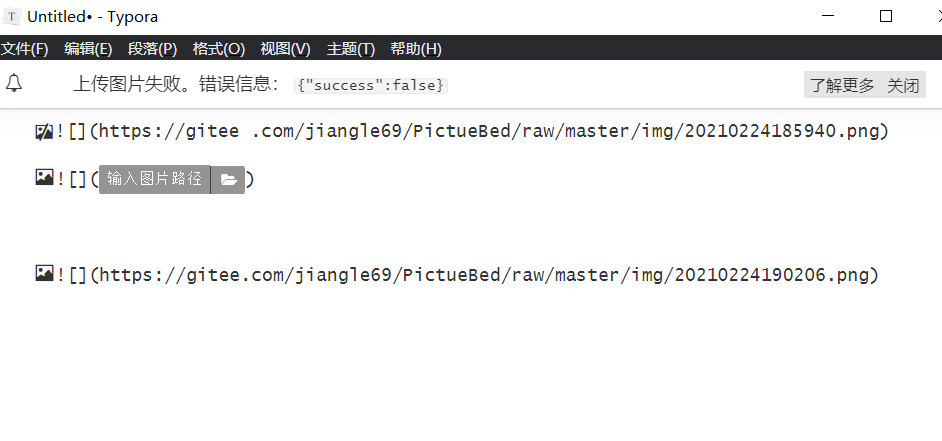 Untitled• - Typora
文件(F) 编辑(E) 段落(P) 格式(O) 视图(V) 主题(T) 帮助(H)
上传图片失败。错误信息： {"success":false} 了解更多 关闭
![](https://gitee .com/jiangle69/PictueBed/raw/master/img/20210224185940.png)
![](输入图片路径)
![](https://gitee.com/jiangle69/PictueBed/raw/master/img/20210224190206.png)